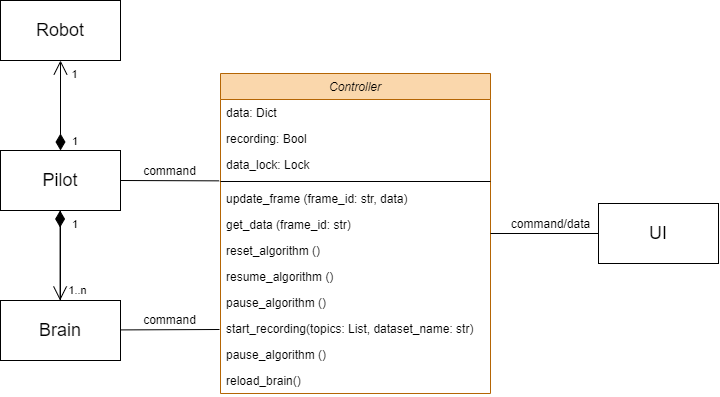 Robot
1
1
Pilot
1
1..n
Brain
command
command
Controller
data: Dict
recording: Bool
data_lock: Lock
update_frame (frame_id: str, data)
get_data (frame_id: str)
reset_algorithm ()
resume_algorithm ()
pause_algorithm ()
start_recording(topics: List, dataset_name: str)
pause_algorithm ()
reload_brain()
command/data
UI